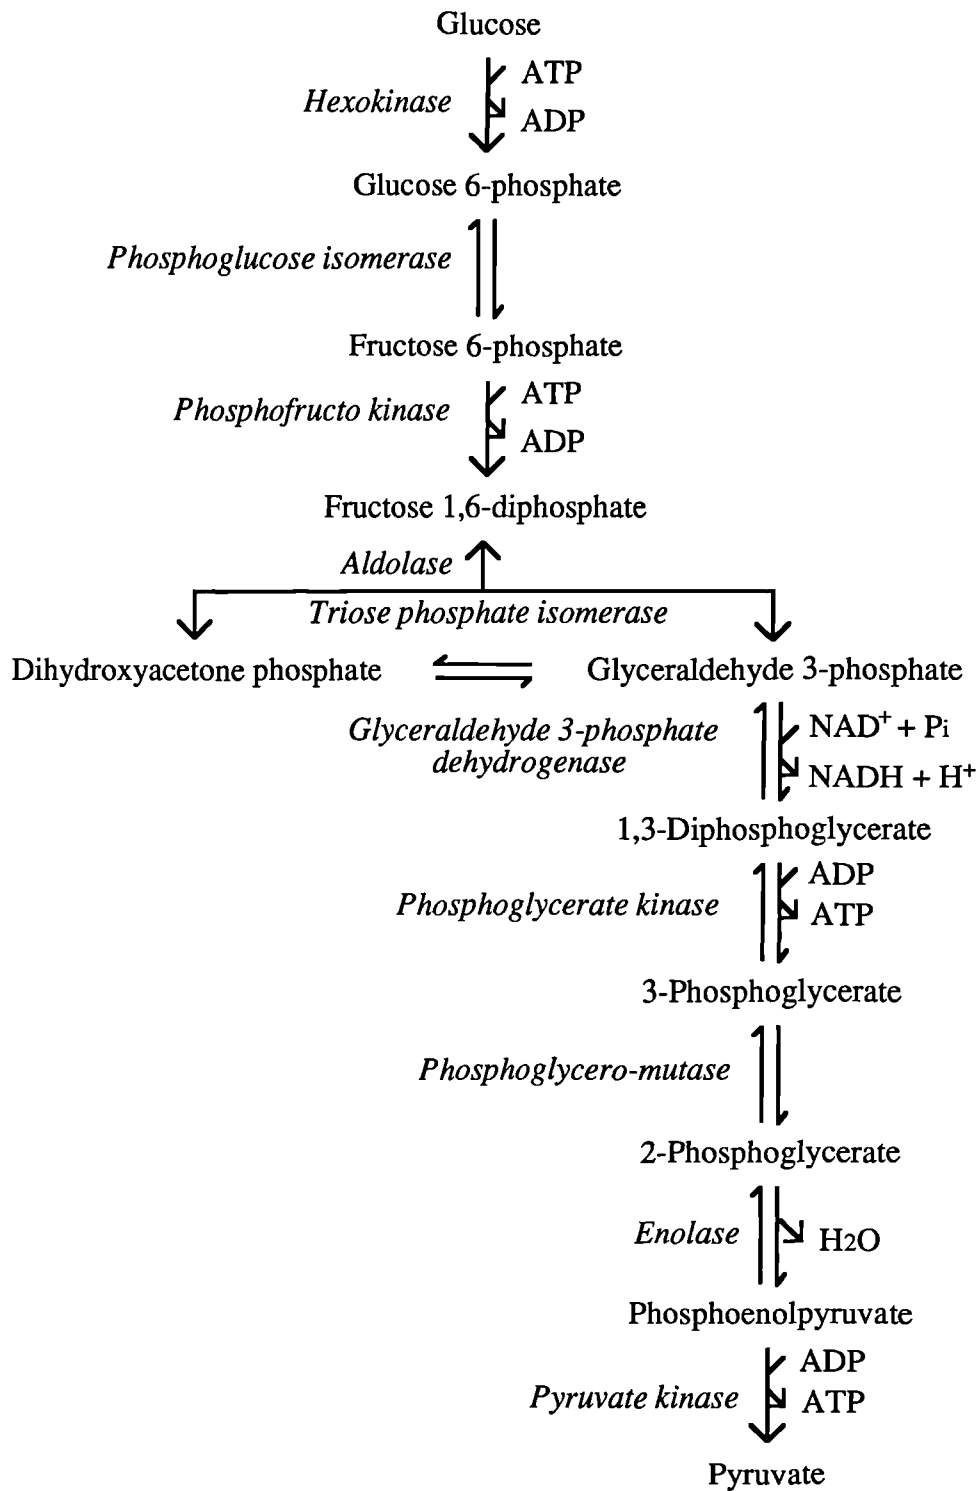 Glucose
ATP
Hexokinase
ADP
Glucose 6-phosphate
Phosphoglucose isomerase
Fructose 6-phosphate
ATP
Phosphofructo kinase
ADP
Fructose 1,6-diphosphate
Aldolase
Triose phosphate isomerase
Dihydroxyacetone phosphate
Glyceraldehyde 3-phosphate
Glyceraldehyde 3-phosphate
dehydrogenase
NAD+ + Pi
NADH + H+
1,3-Diphosphoglycerate
ADP
Phosphoglycerate kinase
ATP
3-Phosphoglycerate
Phosphoglycero-mutase
2-Phosphoglycerate
Enolase
H2O
Phosphoenolpyruvate
ADP
Pyruvate kinase
ATP
Pyruvate